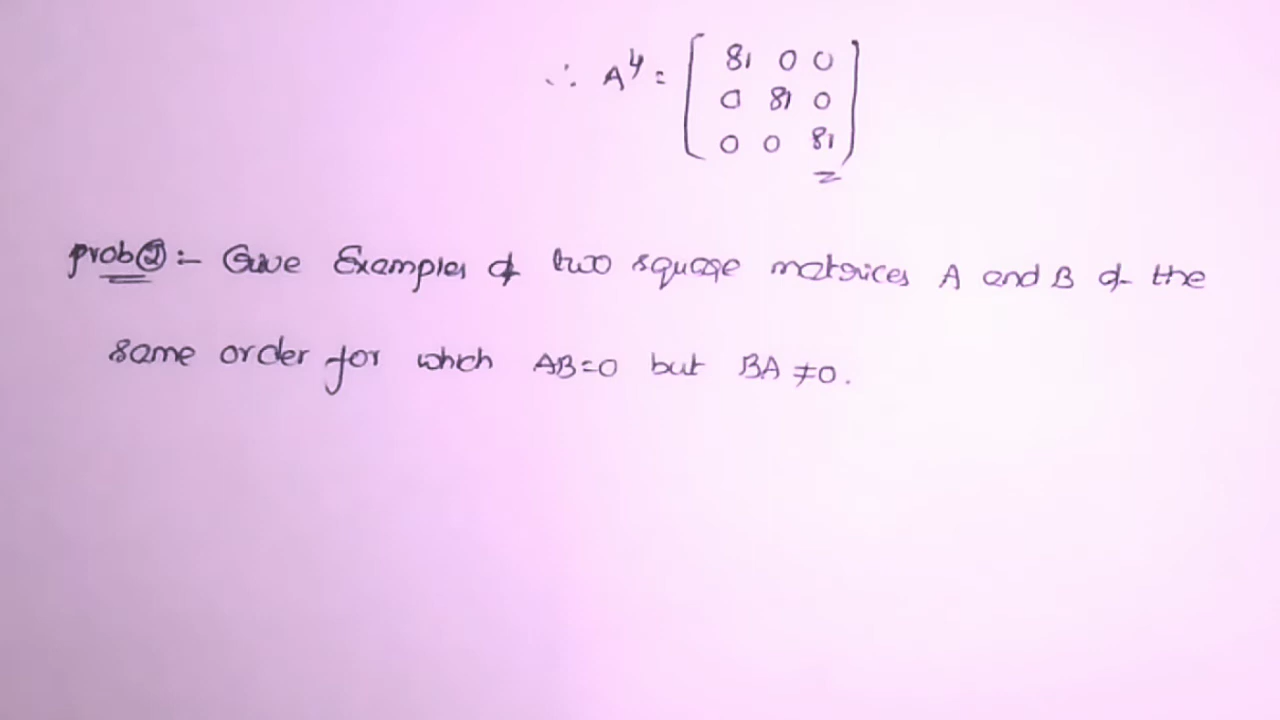 ∴ A⁴ = [ 81 0 0
0 81 0
0 0 81 ]
prob②:- Give Examples of two square matrices A and B of the
same order for which AB=0 but BA≠0.